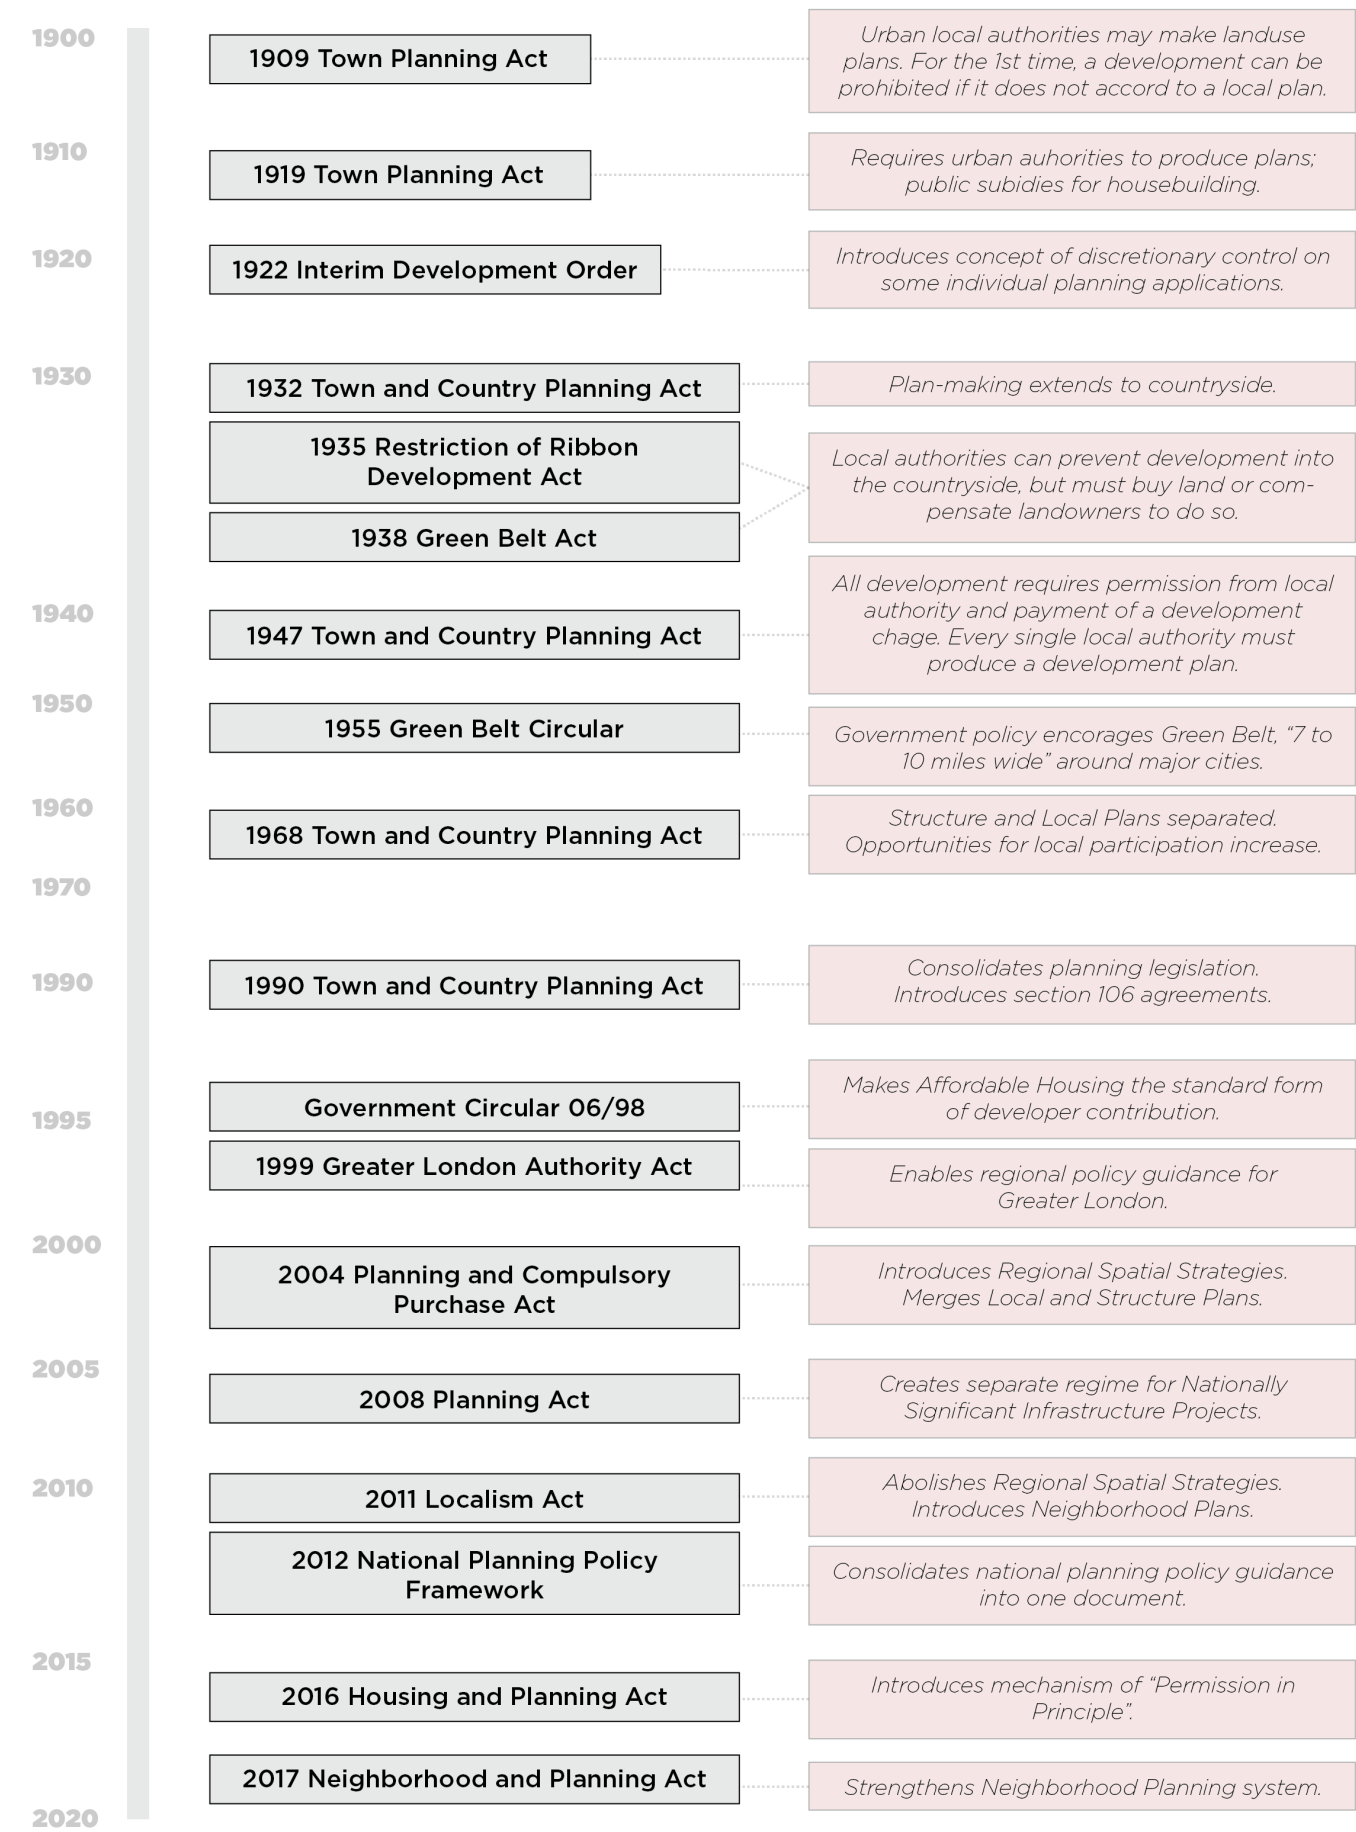 1900
1909 Town Planning Act
Urban local authorities may make landuse
plans. For the 1st time, a development can be
prohibited if it does not accord to a local plan.
1910
1919 Town Planning Act
Requires urban auhorities to produce plans;
public subidies for housebuilding.
1920
1922 Interim Development Order
Introduces concept of discretionary control on
some individual planning applications.
1930
1932 Town and Country Planning Act
Plan-making extends to countryside.
1935 Restriction of Ribbon
Development Act
1938 Green Belt Act
Local authorities can prevent development into
the countryside, but must buy land or com-
pensate landowners to do so.
1940
1947 Town and Country Planning Act
All development requires permission from local
authority and payment of a development
chage. Every single local authority must
produce a development plan.
1950
1955 Green Belt Circular
Government policy encorages Green Belt, “7 to
10 miles wide” around major cities.
1960
1968 Town and Country Planning Act
Structure and Local Plans separated.
Opportunities for local participation increase.
1970
1990
1990 Town and Country Planning Act
Consolidates planning legislation.
Introduces section 106 agreements.
Government Circular 06/98
Makes Affordable Housing the standard form
of developer contribution.
1995
1999 Greater London Authority Act
Enables regional policy guidance for
Greater London.
2000
2004 Planning and Compulsory
Purchase Act
Introduces Regional Spatial Strategies.
Merges Local and Structure Plans.
2005
2008 Planning Act
Creates separate regime for Nationally
Significant Infrastructure Projects.
2010
2011 Localism Act
Abolishes Regional Spatial Strategies.
Introduces Neighborhood Plans.
2012 National Planning Policy
Framework
Consolidates national planning policy guidance
into one document.
2015
2016 Housing and Planning Act
Introduces mechanism of “Permission in
Principle”.
2017 Neighborhood and Planning Act
Strengthens Neighborhood Planning system.
2020